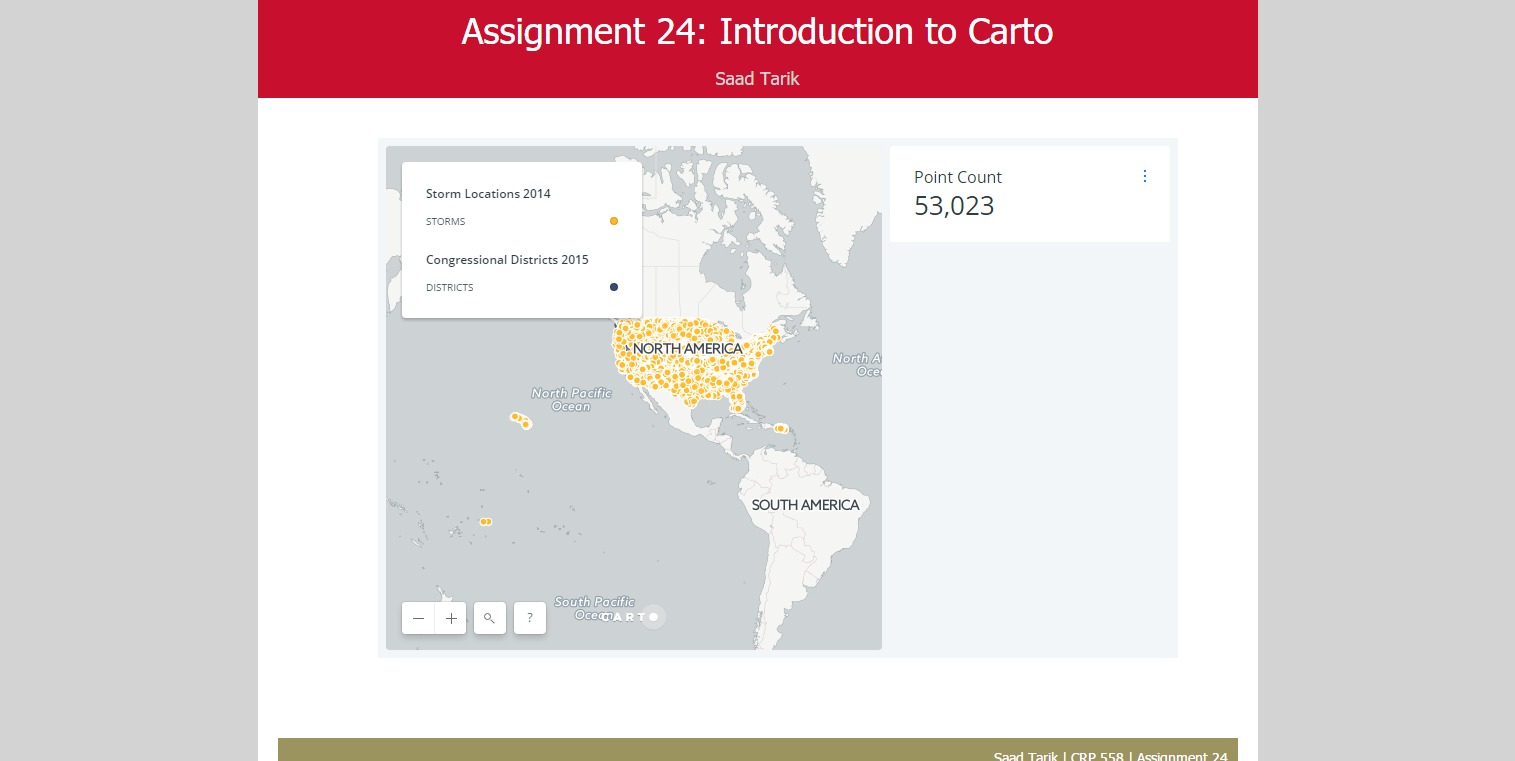 Assignment 24: Introduction to Carto
Saad Tarik
Storm Locations 2014
STORMS
Congressional Districts 2015
DISTRICTS
Point Count
53,023
NORTH AMERICA
North A
Ocea
North Pacific
Ocean
SOUTH AMERICA
South Pacific
Ocean
CARTO
?
Saad Tarik | CRP 558 | Assignment 24